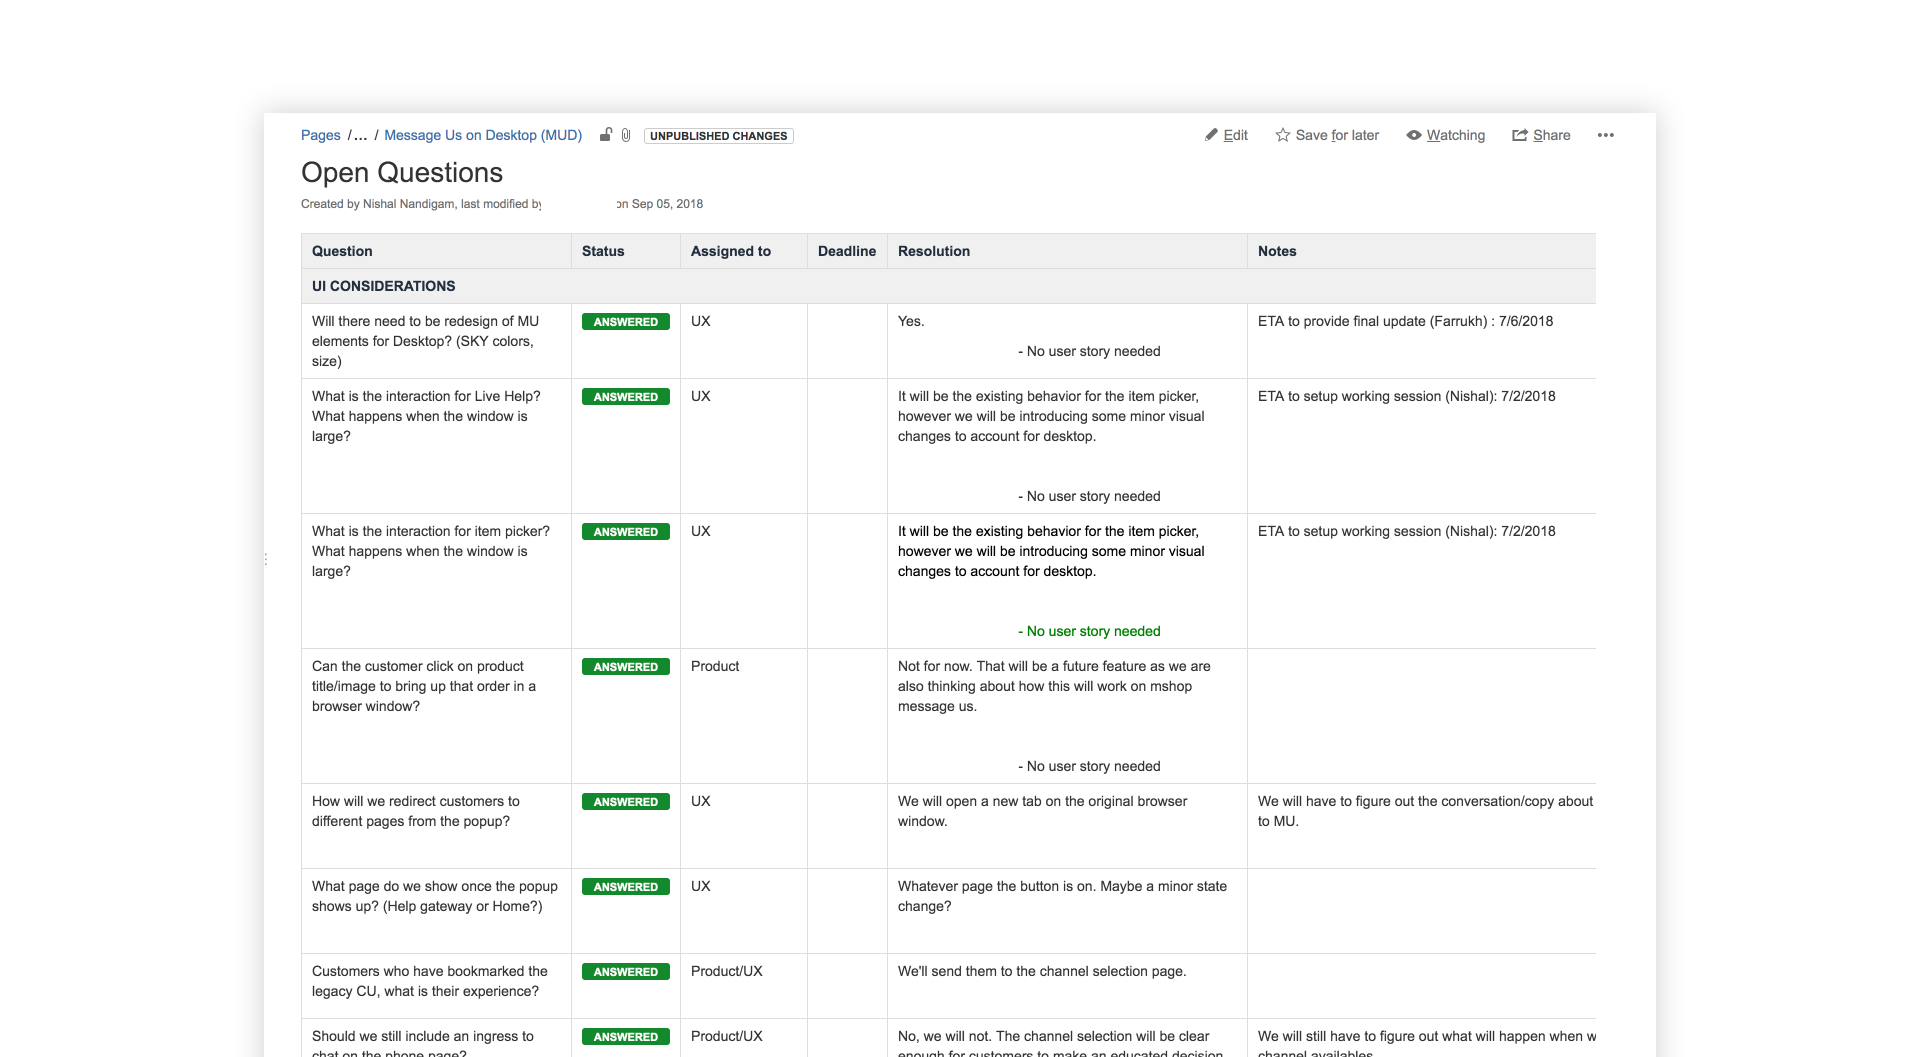 Pages /... / Message Us on Desktop (MUD) UNPUBLISHED CHANGES Edit Save for later Watching Share
Open Questions
Created by Nishal Nandigam, last modified by on Sep 05, 2018
Question Status Assigned to Deadline Resolution Notes
UI CONSIDERATIONS
Will there need to be redesign of MU
elements for Desktop? (SKY colors,
size)
ANSWERED
UX
Yes.
- No user story needed
ETA to provide final update (Farrukh) : 7/6/2018
What is the interaction for Live Help?
What happens when the window is
large?
ANSWERED
UX
It will be the existing behavior for the item picker,
however we will be introducing some minor visual
changes to account for desktop.
- No user story needed
ETA to setup working session (Nishal): 7/2/2018
What is the interaction for item picker?
What happens when the window is
large?
ANSWERED
UX
It will be the existing behavior for the item picker,
however we will be introducing some minor visual
changes to account for desktop.
- No user story needed
ETA to setup working session (Nishal): 7/2/2018
Can the customer click on product
title/image to bring up that order in a
browser window?
ANSWERED
Product
Not for now. That will be a future feature as we are
also thinking about how this will work on mshop
message us.
- No user story needed
How will we redirect customers to
different pages from the popup?
ANSWERED
UX
We will open a new tab on the original browser
window.
We will have to figure out the conversation/copy about
to MU.
What page do we show once the popup
shows up? (Help gateway or Home?)
ANSWERED
UX
Whatever page the button is on. Maybe a minor state
change?
Customers who have bookmarked the
legacy CU, what is their experience?
ANSWERED
Product/UX
We'll send them to the channel selection page.
Should we still include an ingress to
chat on the phone page?
ANSWERED
Product/UX
No, we will not. The channel selection will be clear
enough for customers to make an educated decision
We will still have to figure out what will happen when
channel availables